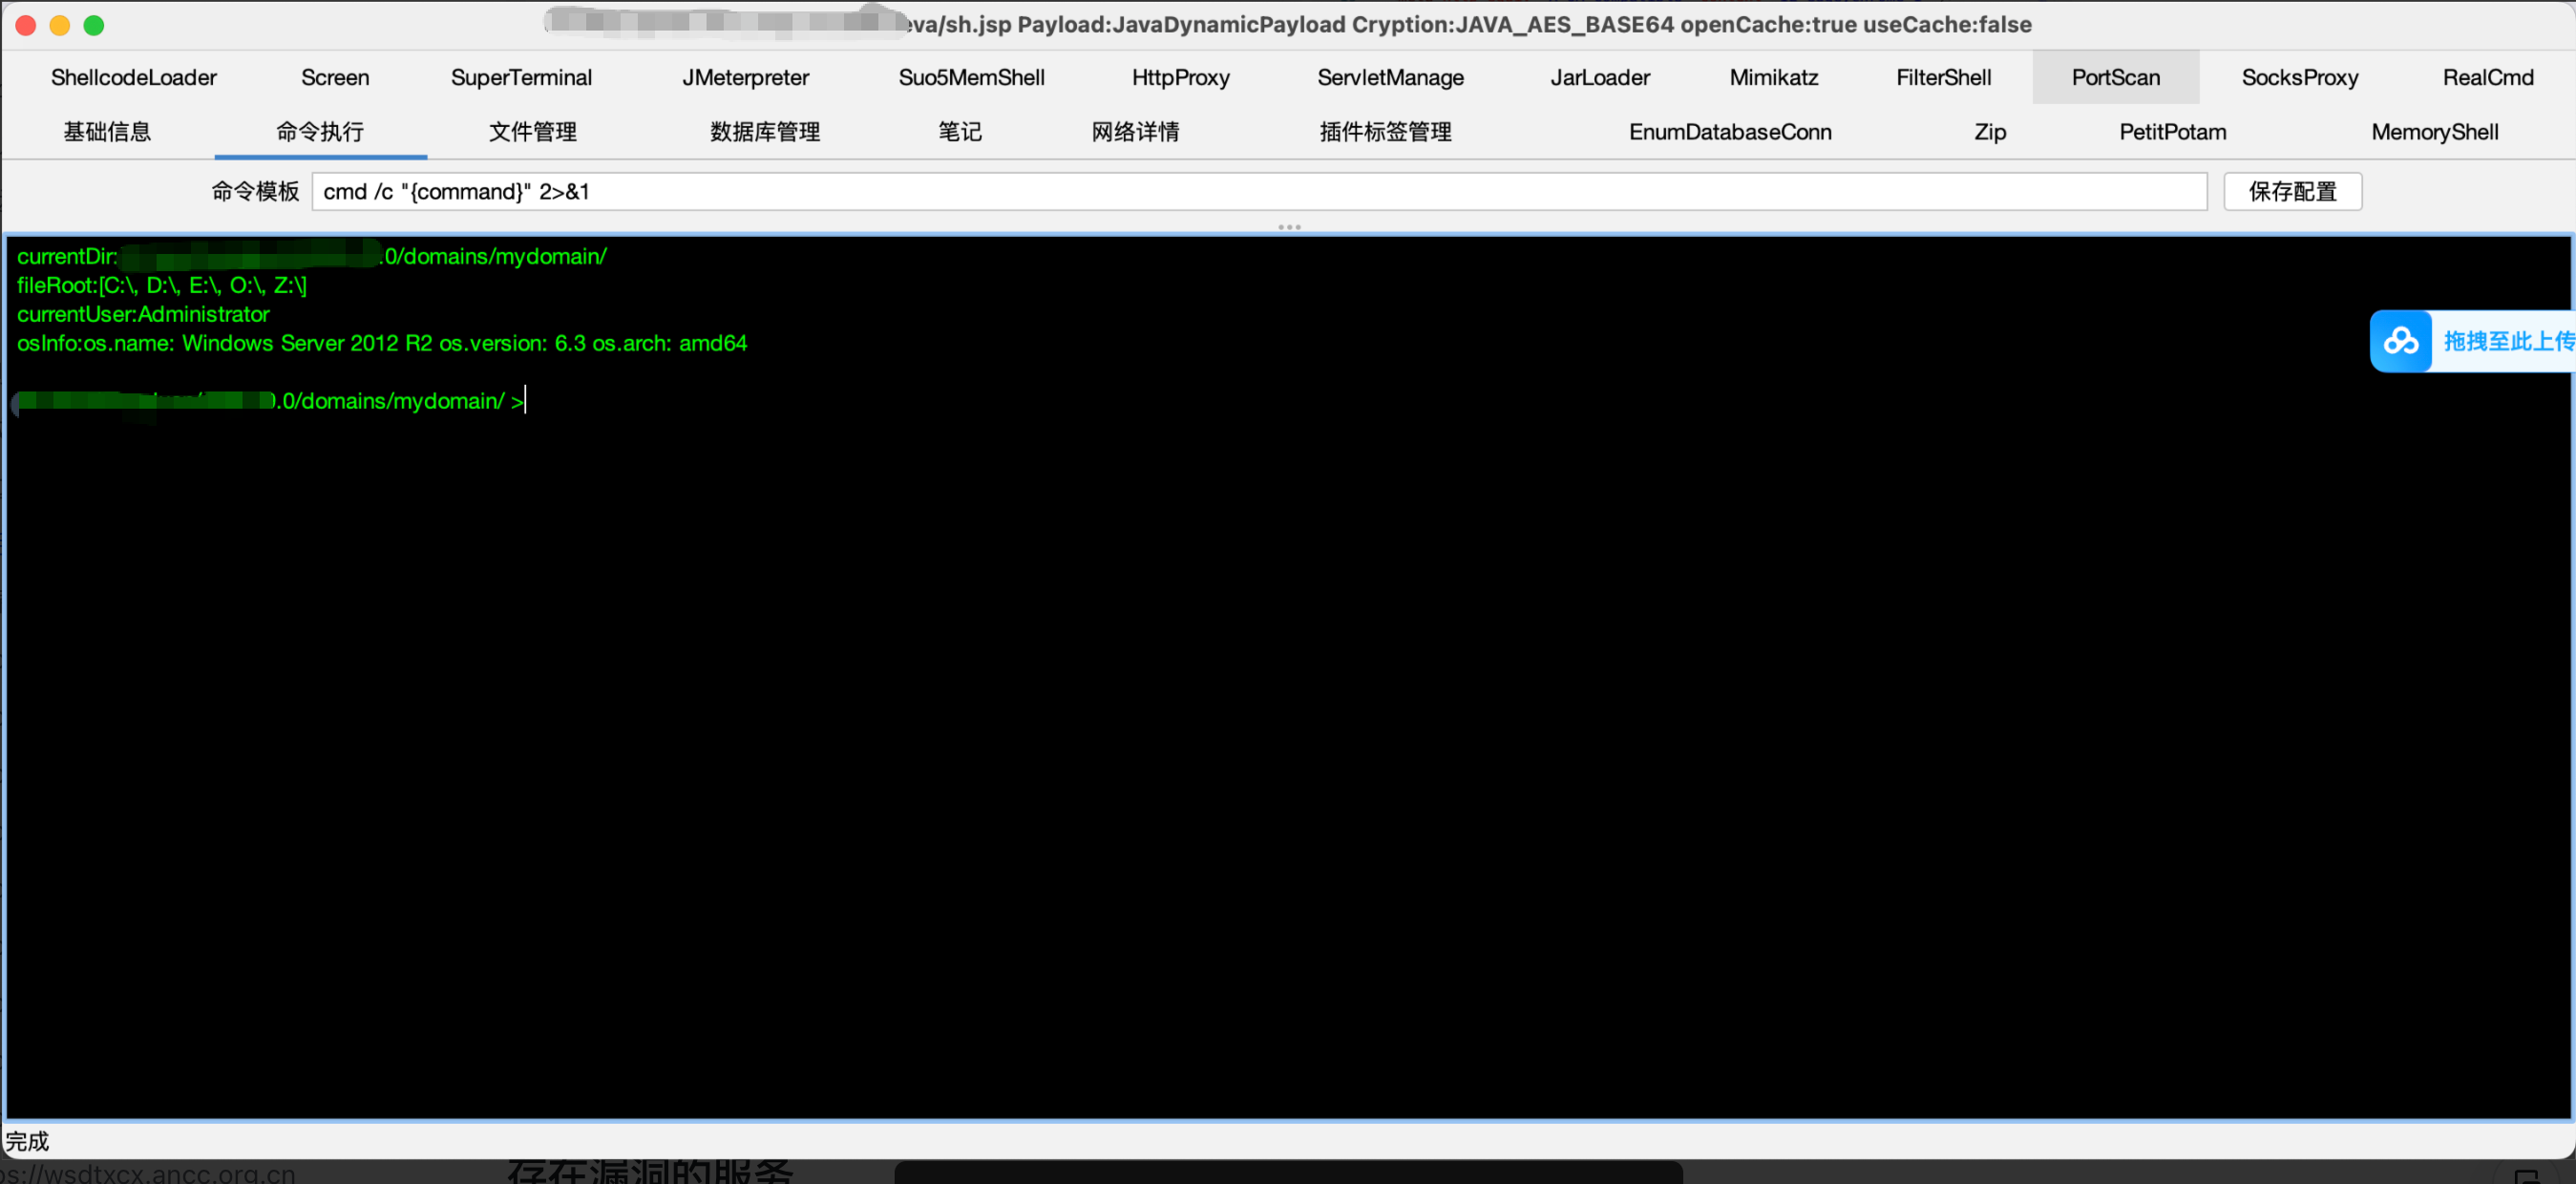 eva/sh.jsp Payload:JavaDynamicPayload Cryption:JAVA_AES_BASE64 openCache:true useCache:false
ShellcodeLoader Screen SuperTerminal JMeterpreter Suo5MemShell HttpProxy ServletManage JarLoader Mimikatz FilterShell PortScan SocksProxy RealCmd
基础信息 命令执行 文件管理 数据库管理 笔记 网络详情 插件标签管理 EnumDatabaseConn Zip PetitPotam MemoryShell
命令模板 cmd /c "{command}" 2>&1 保存配置
currentDir: .0/domains/mydomain/
fileRoot:[C:\, D:\, E:\, O:\, Z:\]
currentUser:Administrator
拖拽至此上传
osInfo:os.name: Windows Server 2012 R2 os.version: 6.3 os.arch: amd64
0.0/domains/mydomain/ >
完成
os://wsdtxcx.ancc.org.cn 存在漏洞的服务